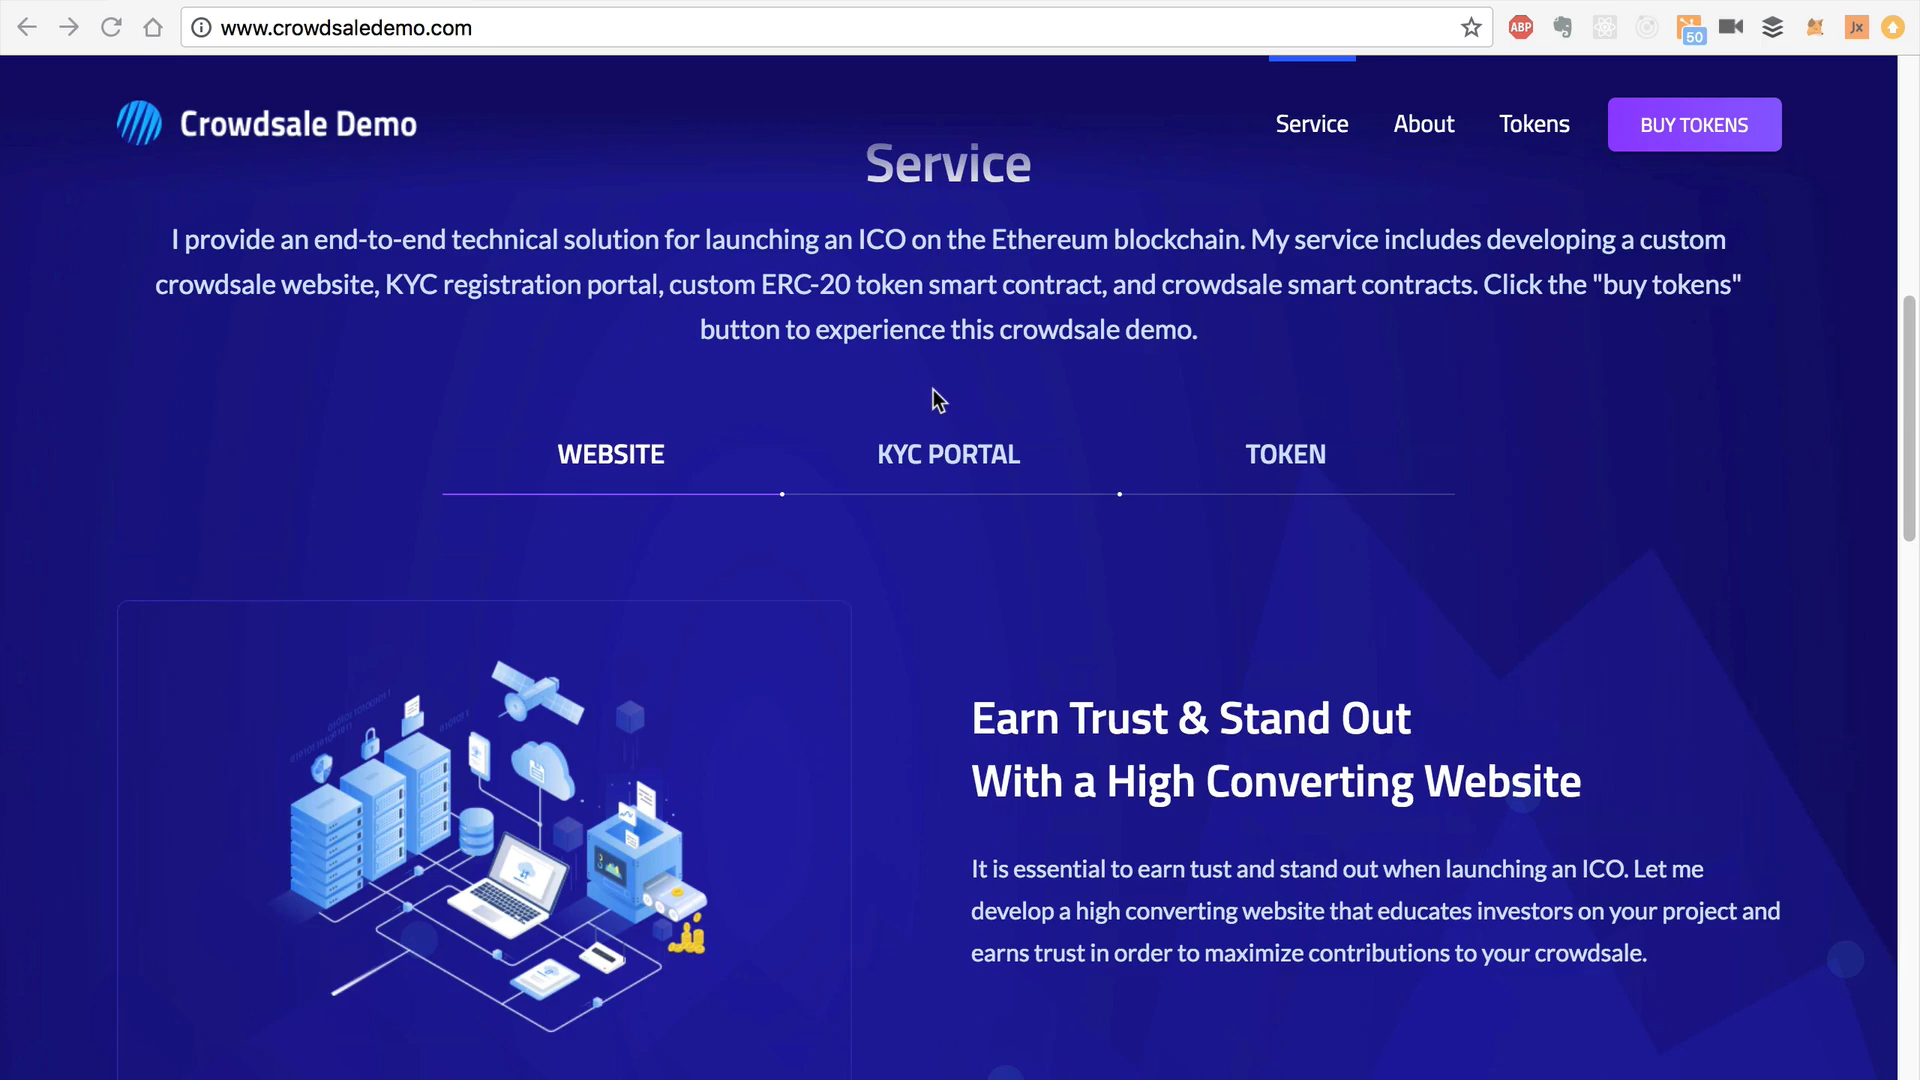 www.crowdsaledemo.com
ABP
50
Jx
Crowdsale Demo
Service
About
Tokens
BUY TOKENS
Service
I provide an end-to-end technical solution for launching an ICO on the Ethereum blockchain. My service includes developing a custom
crowdsale website, KYC registration portal, custom ERC-20 token smart contract, and crowdsale smart contracts. Click the "buy tokens"
button to experience this crowdsale demo.
WEBSITE
KYC PORTAL
TOKEN
Earn Trust & Stand Out
With a High Converting Website
It is essential to earn tust and stand out when launching an ICO. Let me
develop a high converting website that educates investors on your project and
earns trust in order to maximize contributions to your crowdsale.